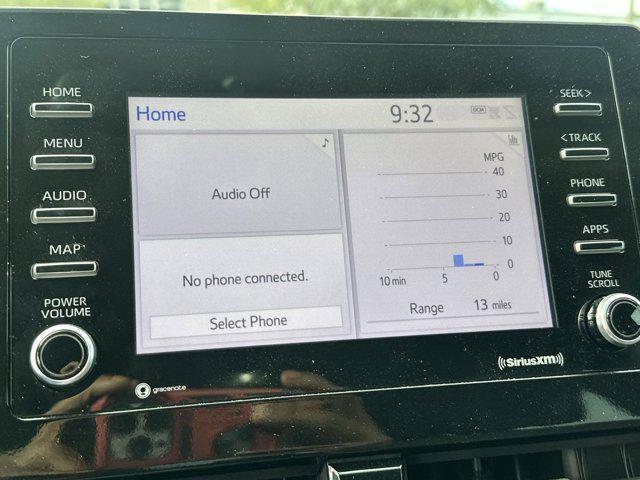 HOME
MENU
AUDIO
MAP
POWER
VOLUME
Home
9:32
DCM
Audio Off
No phone connected.
Select Phone
MPG
40
30
20
10
0
10 min 5 0
Range 13 miles
SEEK >
< TRACK
PHONE
APPS
TUNE
SCROLL
gracenote
SiriusXM